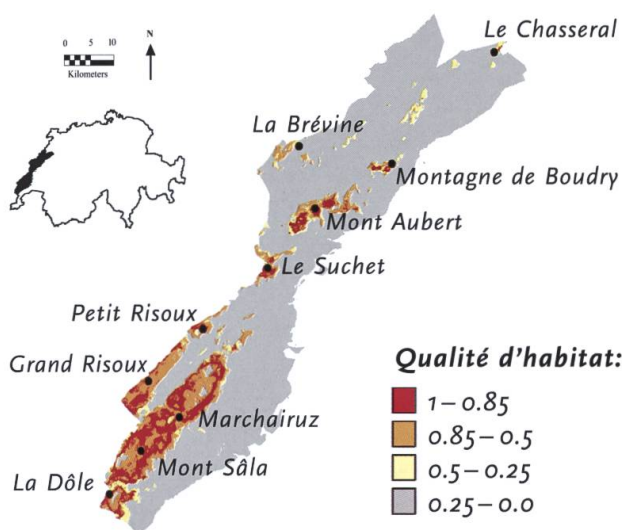 Le Chasseral
0 5 10
Kilometers
N
La Brévine
Montagne de Boudry
Mont Aubert
Le Suchet
Petit Risoux
Grand Risoux
Marchairuz
Mont Sâla
La Dôle
Qualité d'habitat:
1–0.85
0.85–0.5
0.5–0.25
0.25–0.0